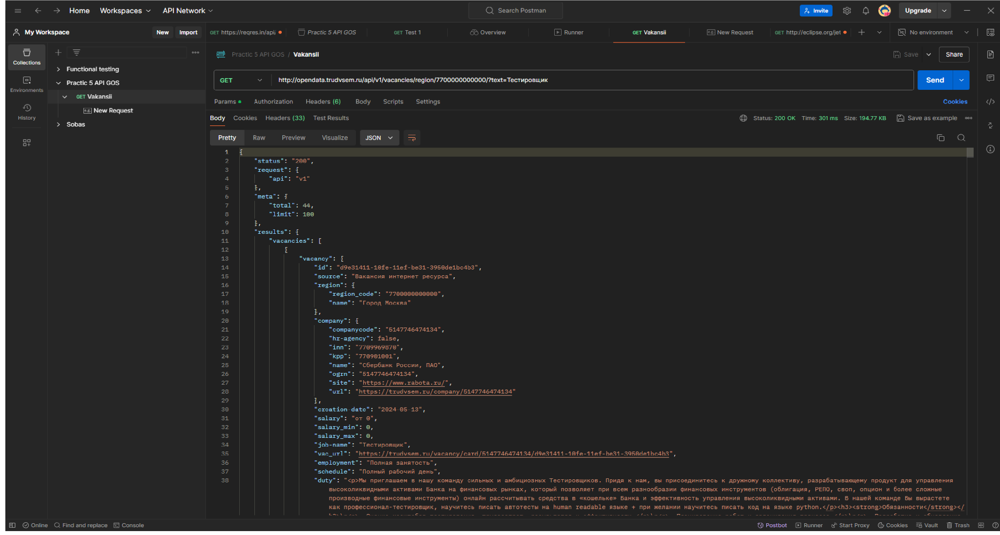 Home Workspaces API Network Search Postman Invite Upgrade
My Workspace New Import GET https://reqres.in/api/ Practic 5 API GOS GET Test 1 Overview Runner GET Vakansii New Request GET http://eclipse.org/jet No environment
Collections
Environments
History
Functional testing
Practic 5 API GOS
GET Vakansii
New Request
Sobas
HTTP Practic 5 API GOS / Vakansii Save Share
GET http://opendata.trudvsem.ru/api/v1/vacancies/region/7700000000000/?text=Тестировщик Send
Params Authorization Headers (6) Body Scripts Settings Cookies
Body Cookies Headers (33) Test Results Status: 200 OK Time: 301 ms Size: 194.77 KB Save as example
Pretty Raw Preview Visualize JSON
1 {
2 "status": "200",
3 "request": {
4 "api": "v1"
5 },
6 "meta": {
7 "total": 44,
8 "limit": 100
9 },
10 "results": {
11 "vacancies": [
12 {
13 "vacancy": {
14 "id": "d9e31411-10fe-11ef-be31-3950de1bc4b3",
15 "source": "Вакансия интернет ресурса",
16 "region": {
17 "region_code": "7700000000000",
18 "name": "Город Москва"
19 },
20 "company": {
21 "companycode": "5147746474134",
22 "hr-agency": false,
23 "inn": "7709969870",
24 "kpp": "770901001",
25 "name": "Сбербанк России, ПАО",
26 "ogrn": "5147746474134",
27 "site": "https://www.rabota.ru/",
28 "url": "https://trudvsem.ru/company/5147746474134"
29 },
30 "creation-date": "2024-05-13",
31 "salary": "от 0",
32 "salary_min": 0,
33 "salary_max": 0,
34 "job-name": "Тестировщик",
35 "vac_url": "https://trudvsem.ru/vacancy/card/5147746474134/d9e31411-10fe-11ef-be31-3950de1bc4b3",
36 "employment": "Полная занятость",
37 "schedule": "Полный рабочий день",
38 "duty": "<p>Мы приглашаем в нашу команду сильных и амбициозных Тестировщиков. Придя к нам, вы присоединитесь к дружному коллективу, разрабатывающему продукт для управления
высоколиквидными активами Банка на финансовых рынках, который позволяет при всем разнообразии финансовых инструментов (облигация, РЕПО, своп, опцион и более сложные
производные финансовые инструменты) онлайн рассчитывать средства в «кошельке» Банка и эффективность управления высоколиквидными активами. В нашей команде Вы вырастете
как профессионал-тестировщик, научитесь писать автотесты на human readable языке + при желании научитесь писать код на языке python.</p><h3><strong>Обязанности</strong></
Online Find and replace Console Postbot Runner Start Proxy Cookies Vault Trash